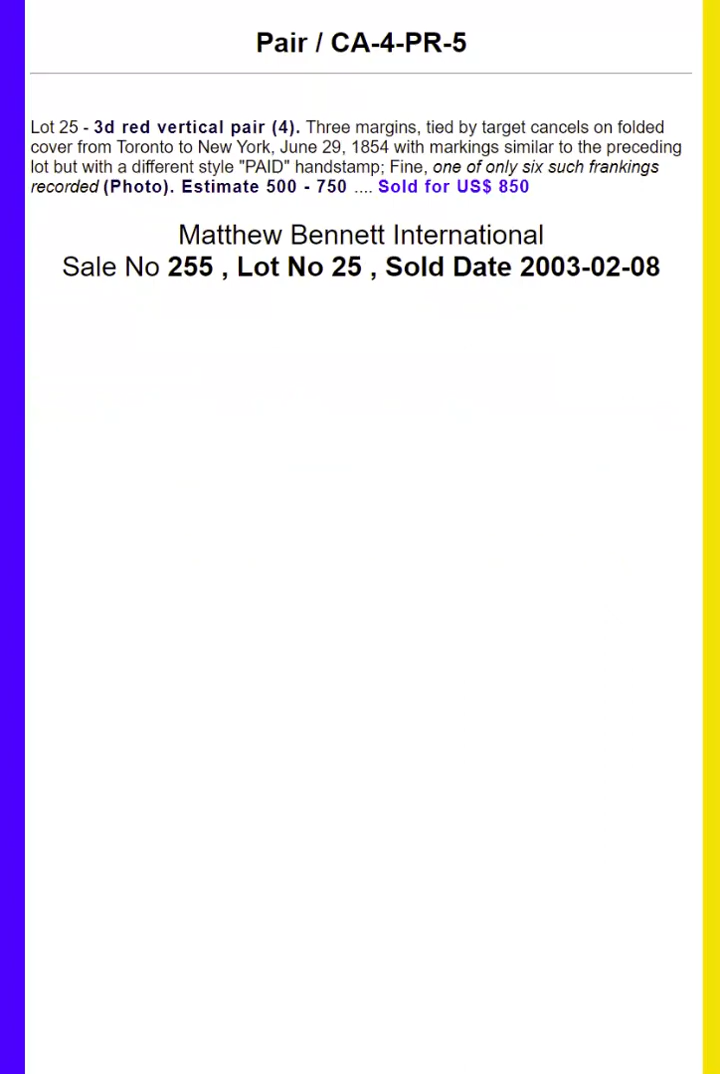 Pair / CA-4-PR-5
Lot 25 - 3d red vertical pair (4). Three margins, tied by target cancels on folded
cover from Toronto to New York, June 29, 1854 with markings similar to the preceding
lot but with a different style "PAID" handstamp; Fine, one of only six such frankings
recorded (Photo). Estimate 500 - 750 .... Sold for US$ 850
Matthew Bennett International
Sale No 255 , Lot No 25 , Sold Date 2003-02-08